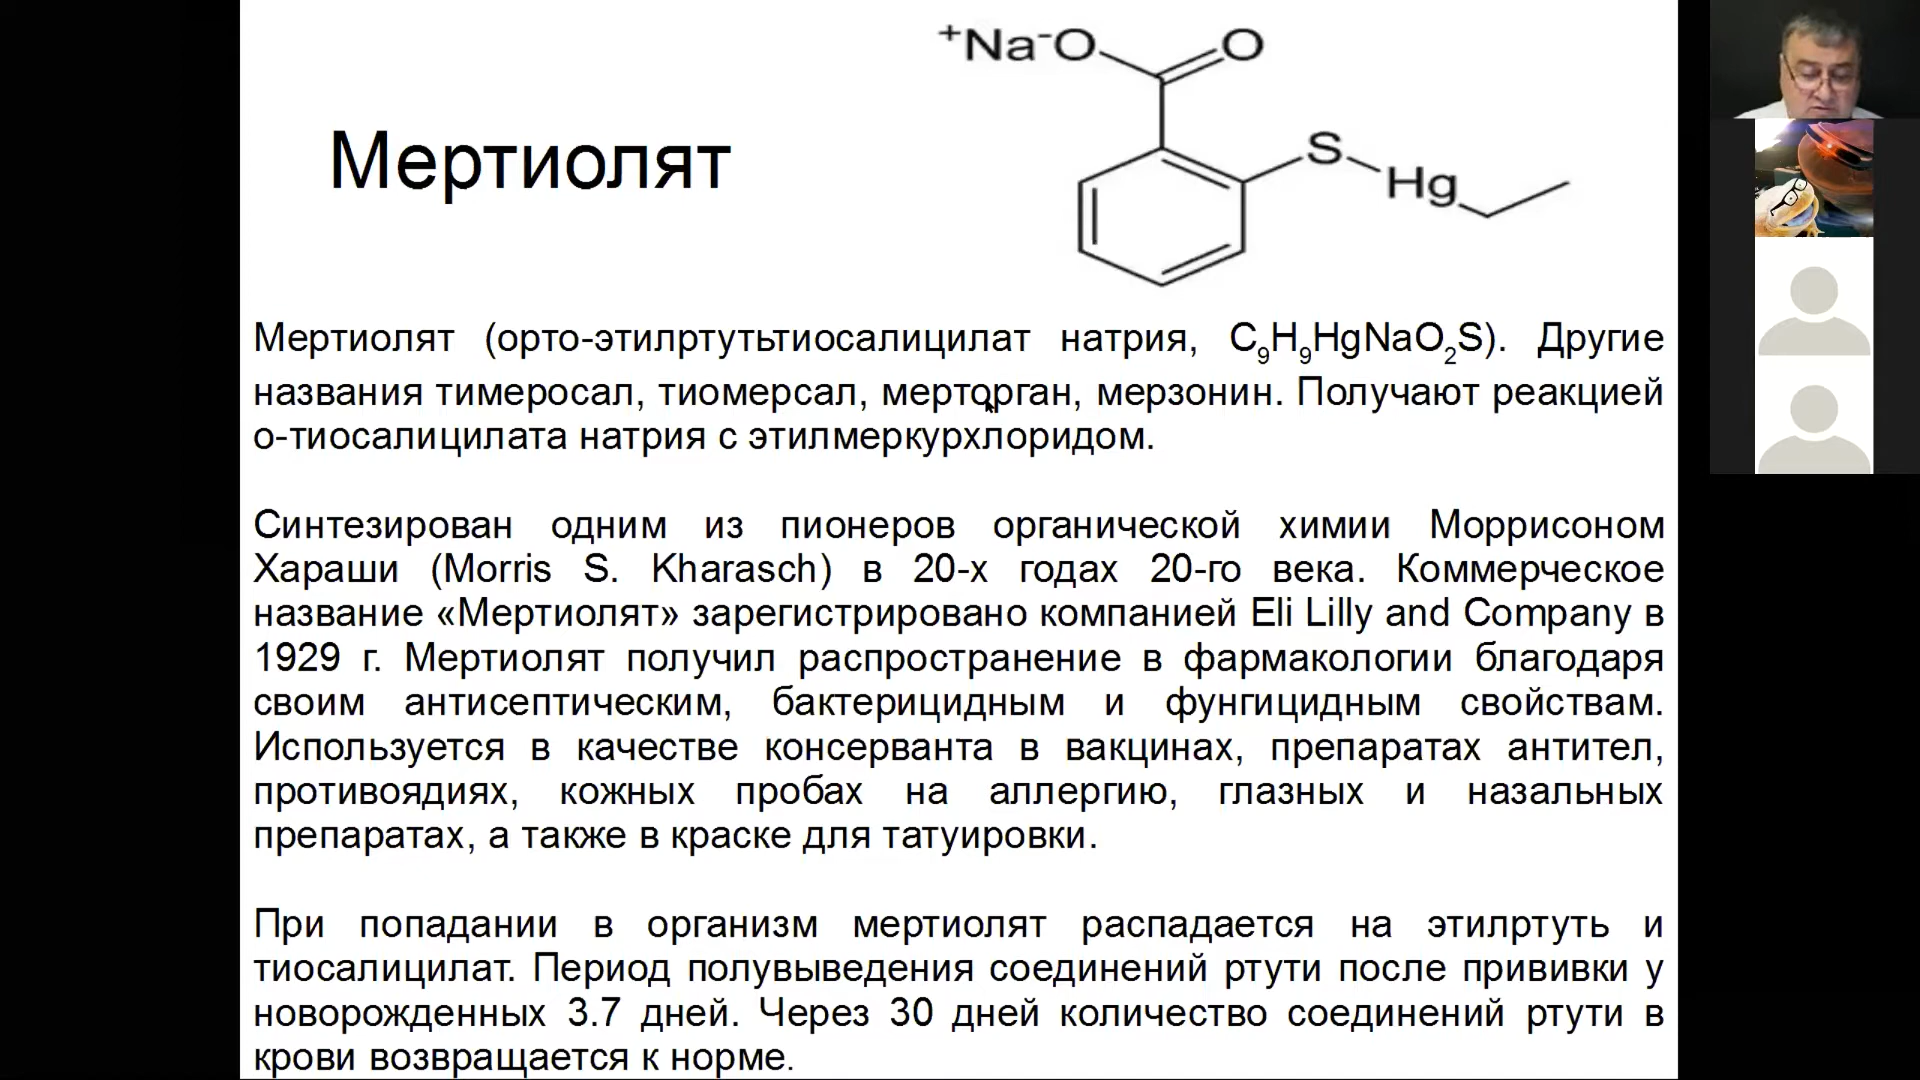 ⁺Na⁻O
O
S
Hg
Мертиолят
Мертиолят (орто-этилртутьтиосалицилат натрия, C₉H₉HgNaO₂S). Другие
названия тимеросал, тиомерсал, мерторган, мерзонин. Получают реакцией
о-тиосалицилата натрия с этилмеркурхлоридом.
Синтезирован одним из пионеров органической химии Моррисоном
Хараши (Morris S. Kharasch) в 20-х годах 20-го века. Коммерческое
название «Мертиолят» зарегистрировано компанией Eli Lilly and Company в
1929 г. Мертиолят получил распространение в фармакологии благодаря
своим антисептическим, бактерицидным и фунгицидным свойствам.
Используется в качестве консерванта в вакцинах, препаратах антител,
противоядиях, кожных пробах на аллергию, глазных и назальных
препаратах, а также в краске для татуировки.
При попадании в организм мертиолят распадается на этилртуть и
тиосалицилат. Период полувыведения соединений ртути после прививки у
новорожденных 3.7 дней. Через 30 дней количество соединений ртути в
крови возвращается к норме.